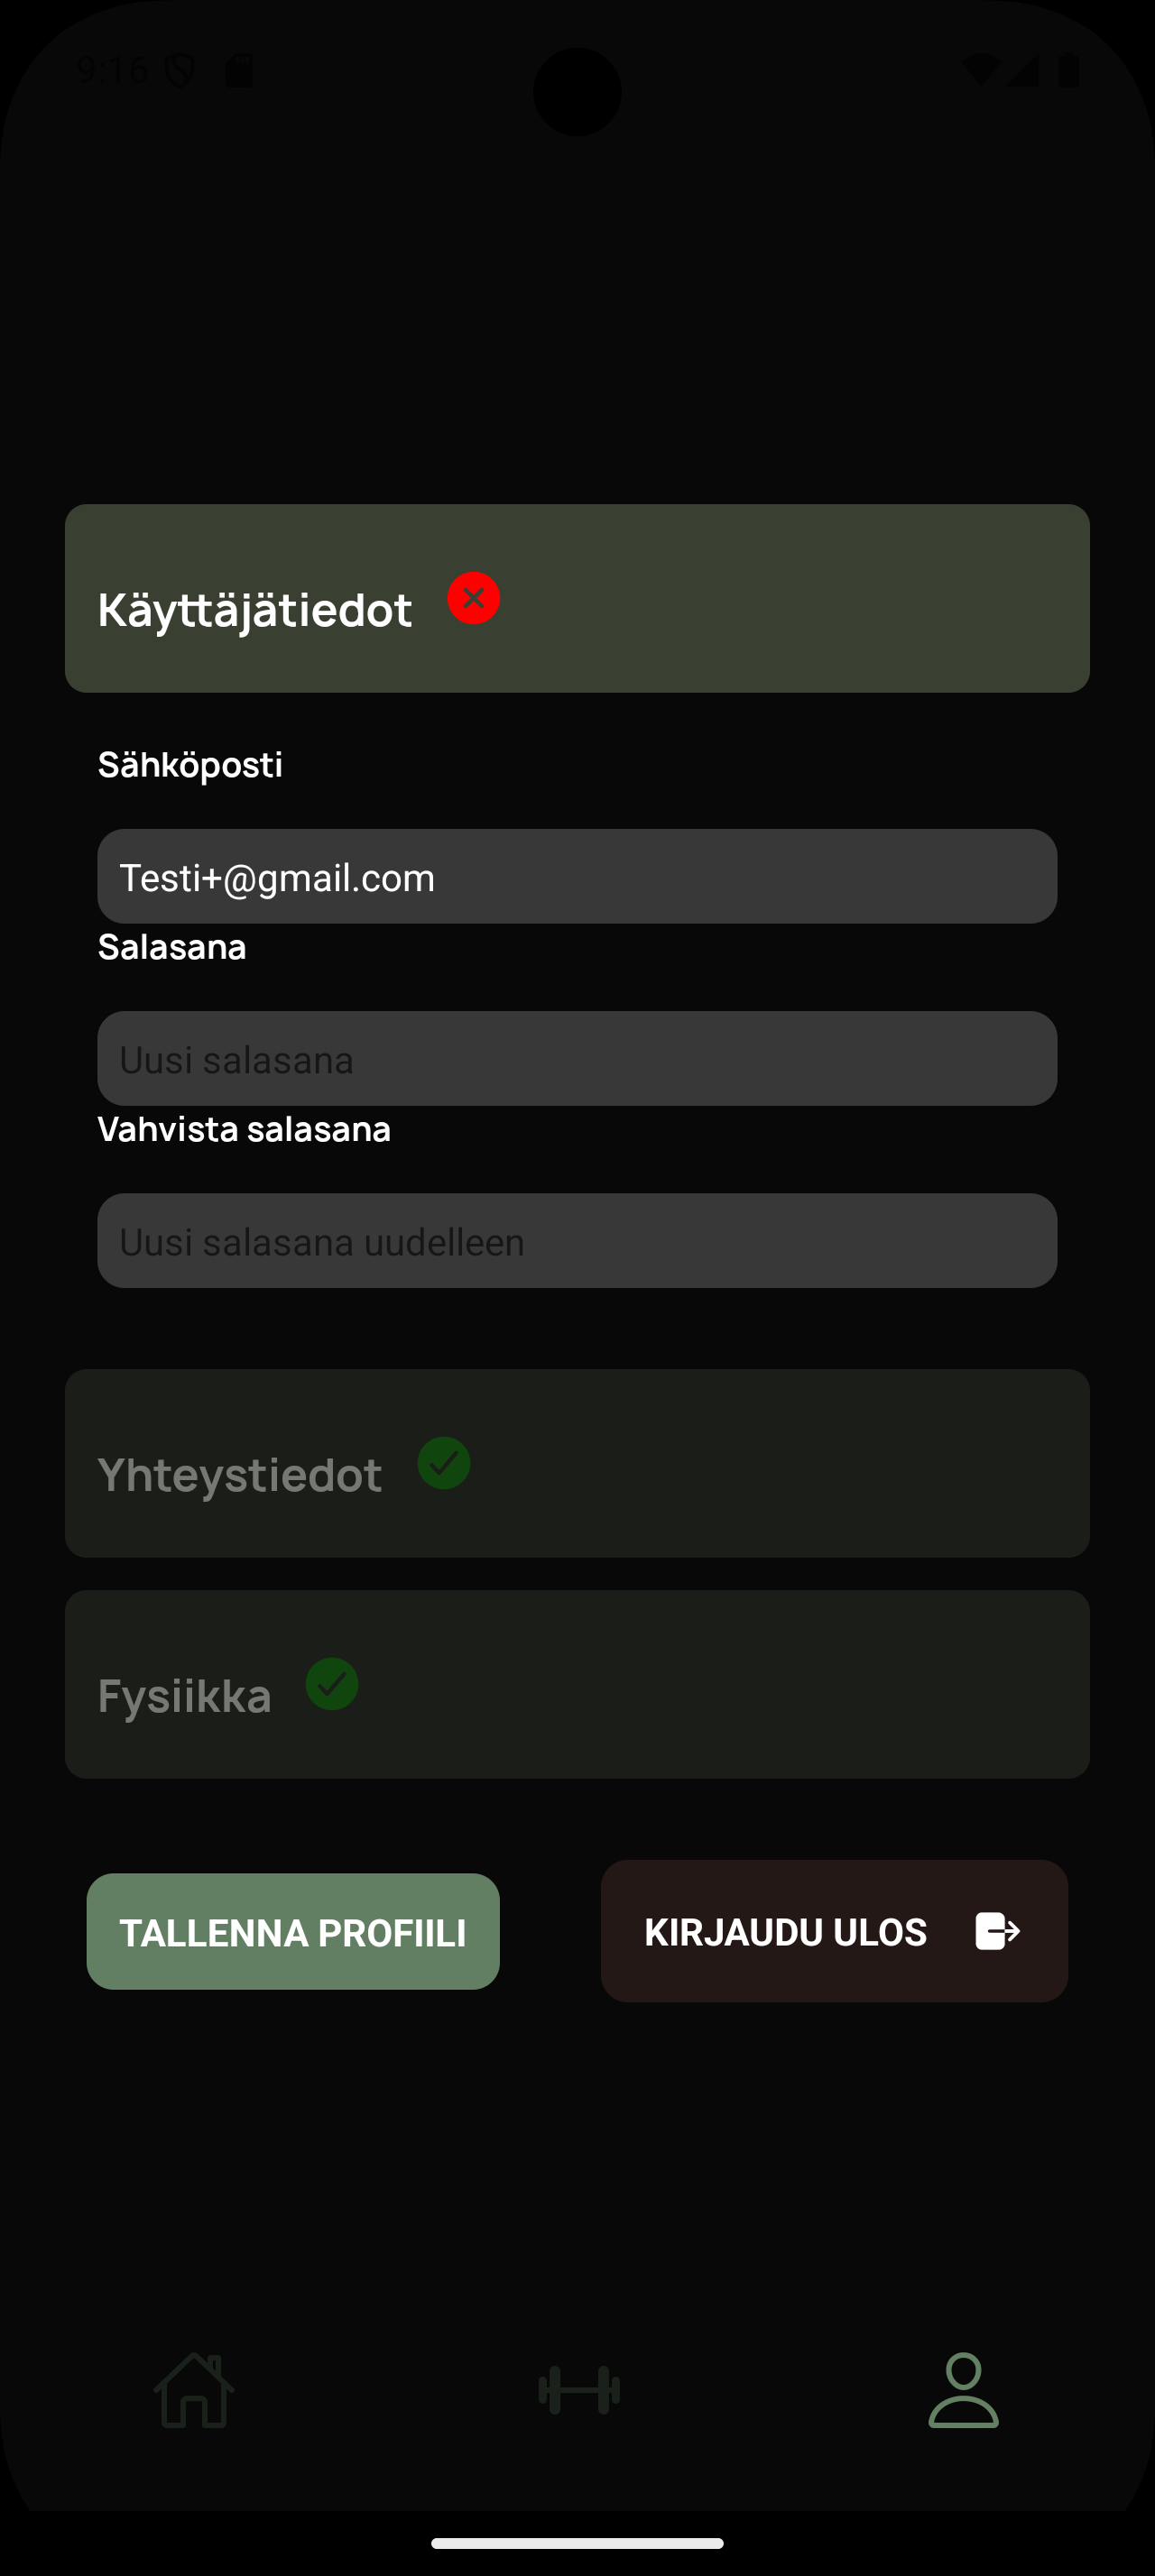 9:16
Käyttäjätiedot
Sähköposti
Testi+@gmail.com
Salasana
Uusi salasana
Vahvista salasana
Uusi salasana uudelleen
Yhteystiedot
Fysiikka
TALLENNA PROFIILI
KIRJAUDU ULOS